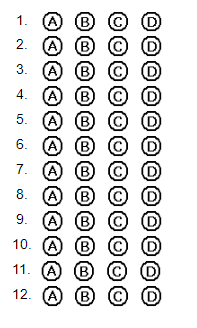 1. A B C D
2. A B C D
3. A B C D
4. A B C D
5. A B C D
6. A B C D
7. A B C D
8. A B C D
9. A B C D
10. A B C D
11. A B C D
12. A B C D